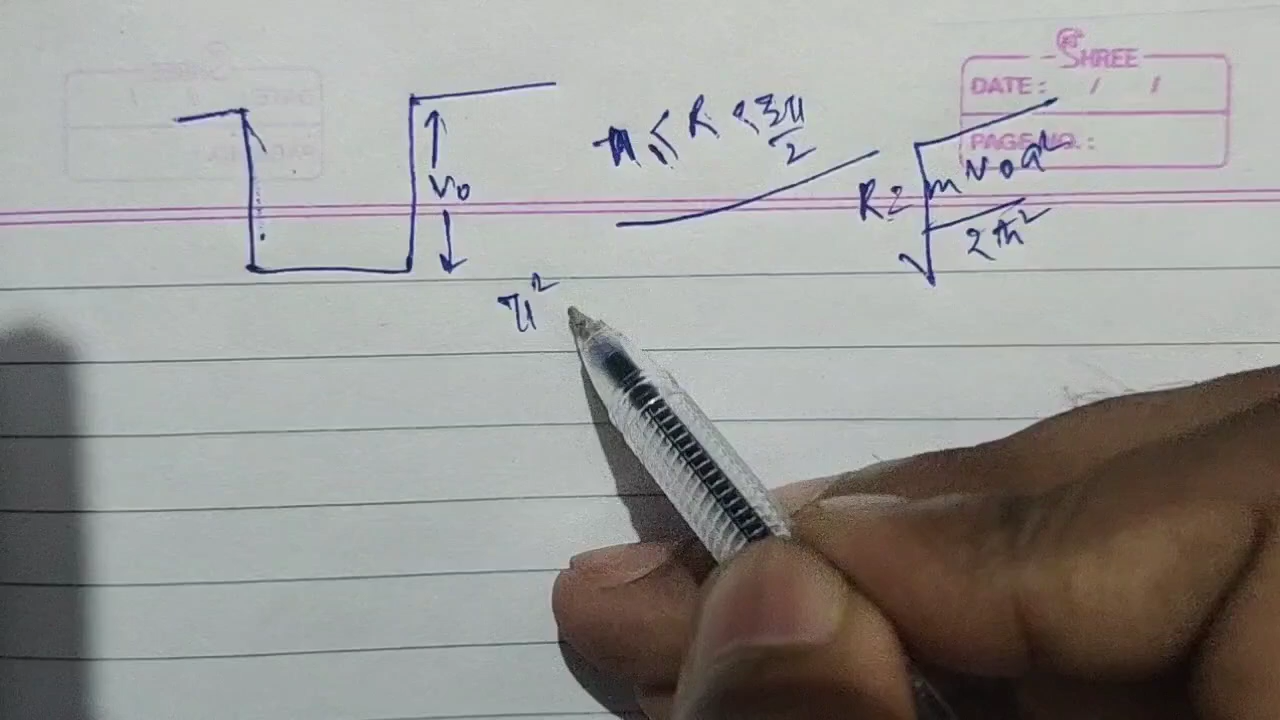 SHREE
DATE: / /
PAGE NO.:
V₀
π ≤ R < 3π/2
R = √(mV₀a²/2ħ²)
π²